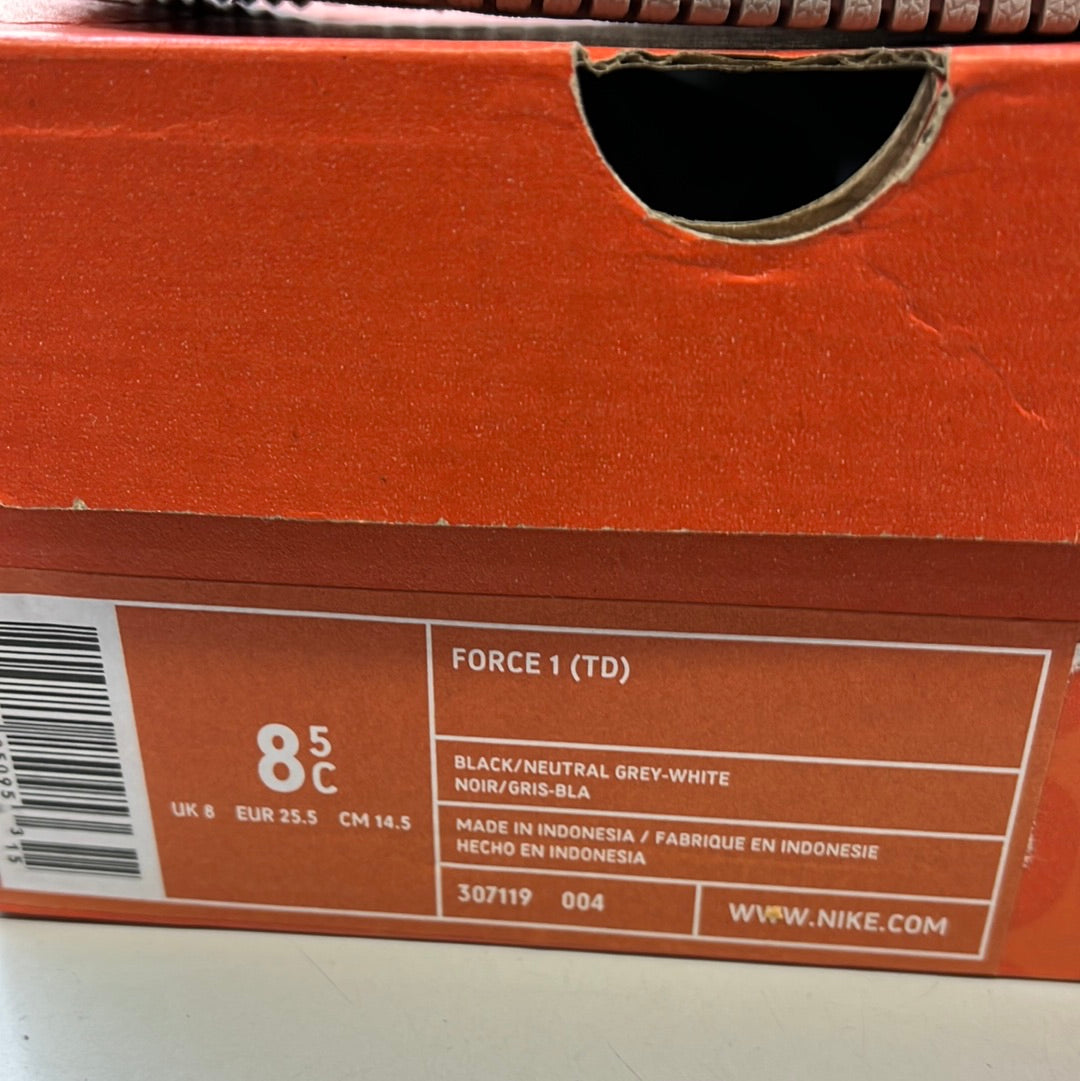 FORCE 1 (TD)
8 5 C
UK 8 EUR 25.5 CM 14.5
BLACK/NEUTRAL GREY-WHITE
NOIR/GRIS-BLA
MADE IN INDONESIA / FABRIQUE EN INDONESIE
HECHO EN INDONESIA
307119 004
WWW.NIKE.COM